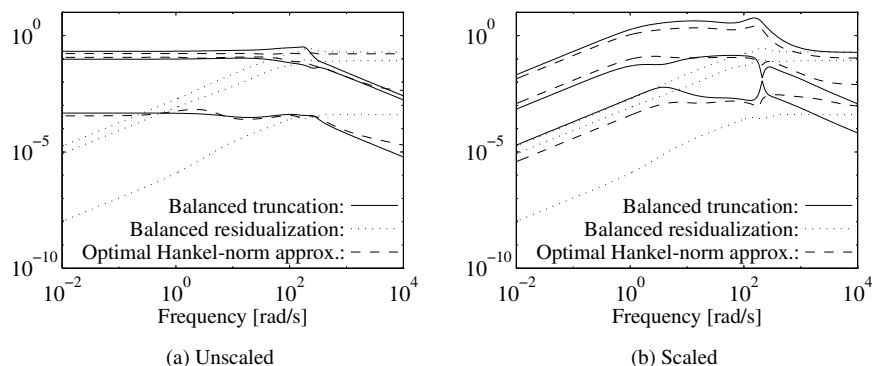 10^0
10^-5
10^-10
Balanced truncation:
Balanced residualization:
Optimal Hankel-norm approx.:
10^-2 10^0 10^2 10^4
Frequency [rad/s]
(a) Unscaled
10^0
10^-5
10^-10
Balanced truncation:
Balanced residualization:
Optimal Hankel-norm approx.:
10^-2 10^0 10^2 10^4
Frequency [rad/s]
(b) Scaled